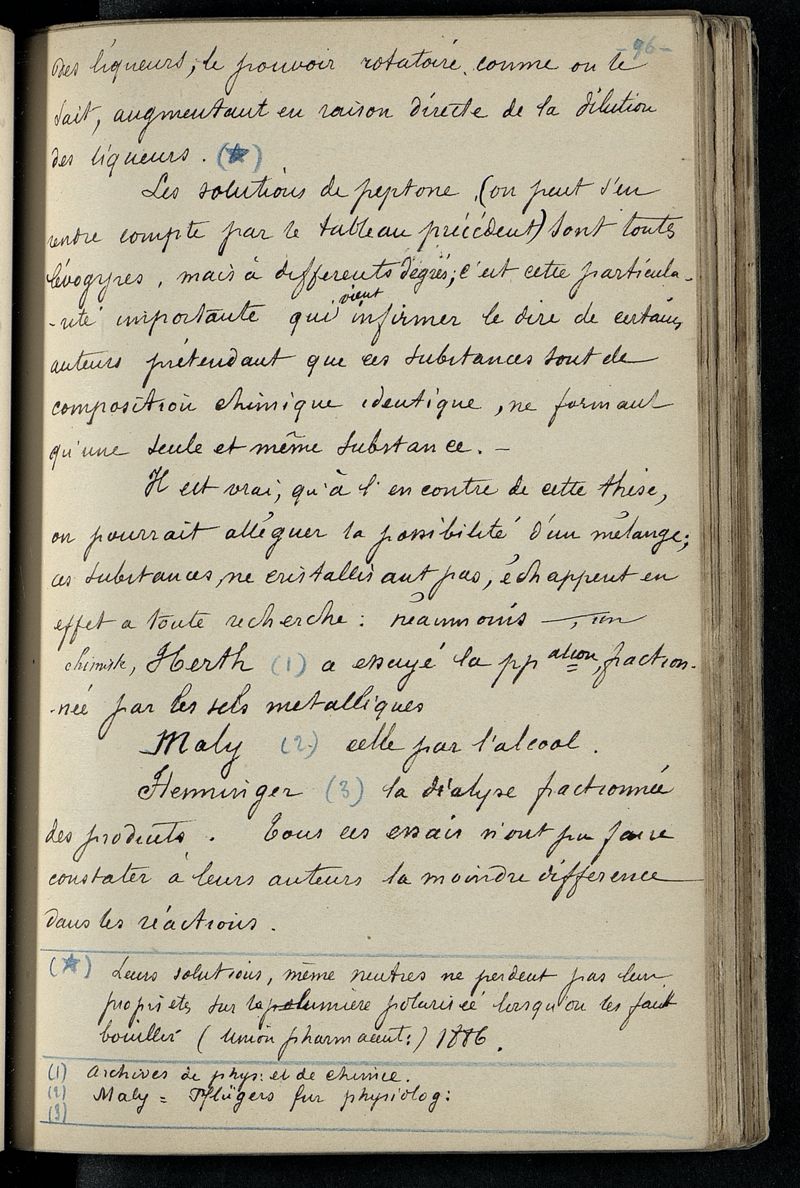 -96-
des liqueurs; le pouvoir rotatoire, comme on le
sait, augmentant en raison directe de la dilution
des liqueurs. (★)
Les solutions de peptone, (on peut s'en
rendre compte par le tableau précédent) sont toutes
lévogyres, mais à differents dégrés; c'est cette particula-
-rité importante qui vient infirmer le dire de certains
auteurs prétendant que ces substances sont de
composition chimique identique, ne formant
qu'une seule et même substance. -
Il est vrai, qu'à l'encontre de cette thèse,
on pourrait alléguer la possibilité d'un mélange;
ces substances, ne cristallisant pas, échappent en
effet a toute recherche: néanmoins —, un
chimiste, Herth (1) a essayé la ppation fraction-
-née par les sels metalliques
Maly (2) celle par l'alcool.
Henninger (3) la dialyse fractionnée
des produits. Tous ces essais n'ont pu faire
constater à leurs auteurs la moindre différence
dans les réactions.
(★) Leurs solutions, même neutres ne perdent pas leur
propriétés sur la lumière polarisée lorsqu'on les fait
bouillir (Union pharmaceut:) 1886.
(1) Archives de phys: et de chimie.
(2) Maly = Pflügers fur physiolog:
(3)